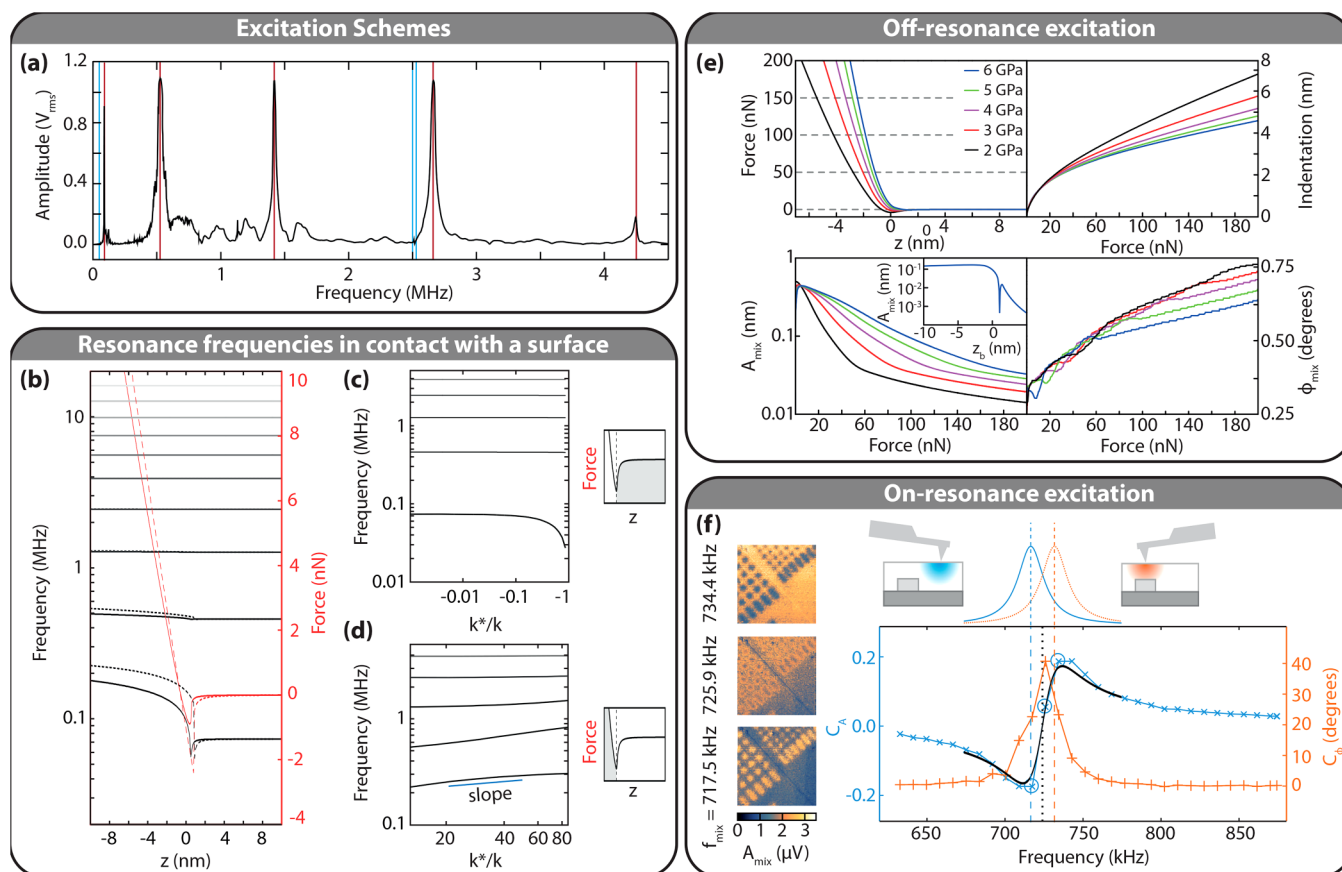 Excitation Schemes
(a)
1.2
0.8
0.4
0.0
Amplitude (Vrms)
0 1 2 3 4
Frequency (MHz)
Resonance frequencies in contact with a surface
(b)
10
1
0.1
Frequency (MHz)
10
8
6
4
2
0
-2
-4
Force (nN)
-8 -4 0 4 8
z (nm)
(c)
1
0.1
0.01
Frequency (MHz)
-0.01 -0.1 -1
k*/k
Force
z
(d)
1
0.1
Frequency (MHz)
slope
20 40 60 80
k*/k
Force
z
Off-resonance excitation
(e)
200
150
100
50
0
Force (nN)
6 GPa
5 GPa
4 GPa
3 GPa
2 GPa
-4 0 0 4 8
z (nm)
8
6
4
2
0
Indentation (nm)
20 60 100 140 180
Force (nN)
0.1
0.01
Amix (nm)
10-1
10-2
10-3
Amix (nm)
-10 -5 0
zb (nm)
20 60 100 140 180
Force (nN)
0.75
0.50
0.25
ϕmix (degrees)
20 60 100 140 180
Force (nN)
On-resonance excitation
(f)
734.4 kHz
725.9 kHz
fmix = 717.5 kHz
0 1 2 3
Amix (μV)
0.2
0.0
-0.2
CA
40
30
20
10
0
Cϕ (degrees)
650 700 750 800 850
Frequency (kHz)